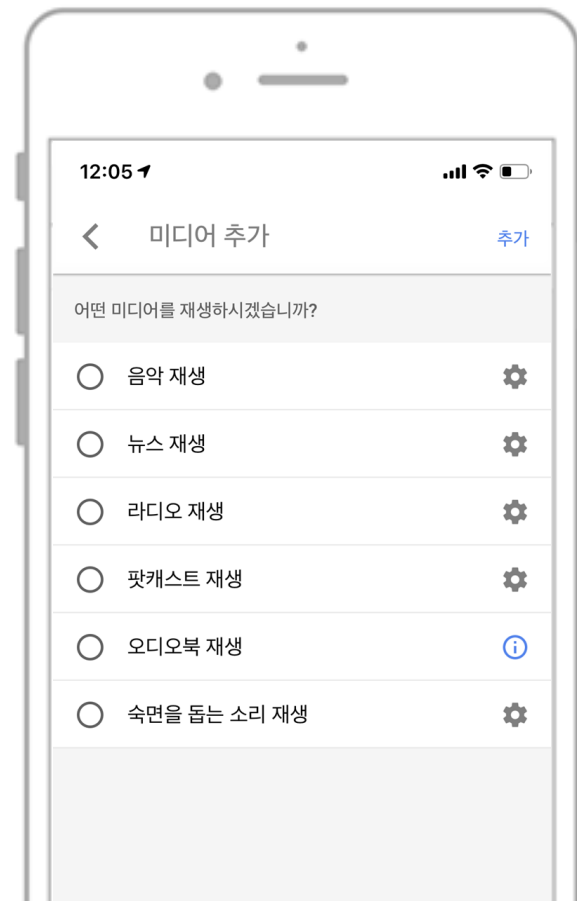 12:05
미디어 추가
추가
어떤 미디어를 재생하시겠습니까?
음악 재생
뉴스 재생
라디오 재생
팟캐스트 재생
오디오북 재생
숙면을 돕는 소리 재생